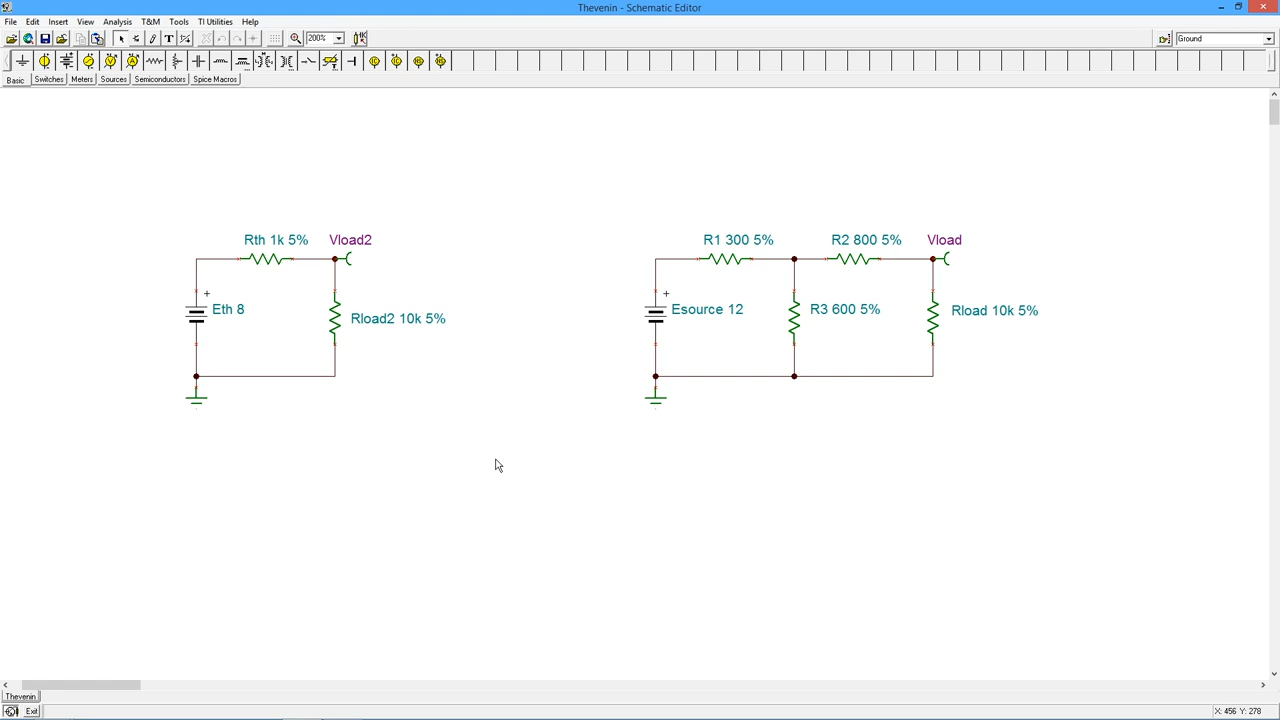 Thevenin - Schematic Editor
File Edit Insert View Analysis T&M Tools TI Utilities Help
200% Ground
Basic Switches Meters Sources Semiconductors Spice Macros
Rth 1k 5% Vload2 R1 300 5% R2 800 5% Vload
+ +
Eth 8 Rload2 10k 5% Esource 12 R3 600 5% Rload 10k 5%
Thevenin
Exit X: 456 Y: 278